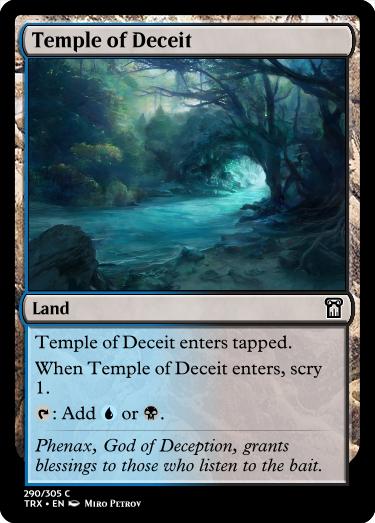 Temple of Deceit
Land
Temple of Deceit enters tapped.
When Temple of Deceit enters, scry
1.
: Add or .
Phenax, God of Deception, grants
blessings to those who listen to the bait.
290/305 C
TRX • EN Miro Petrov